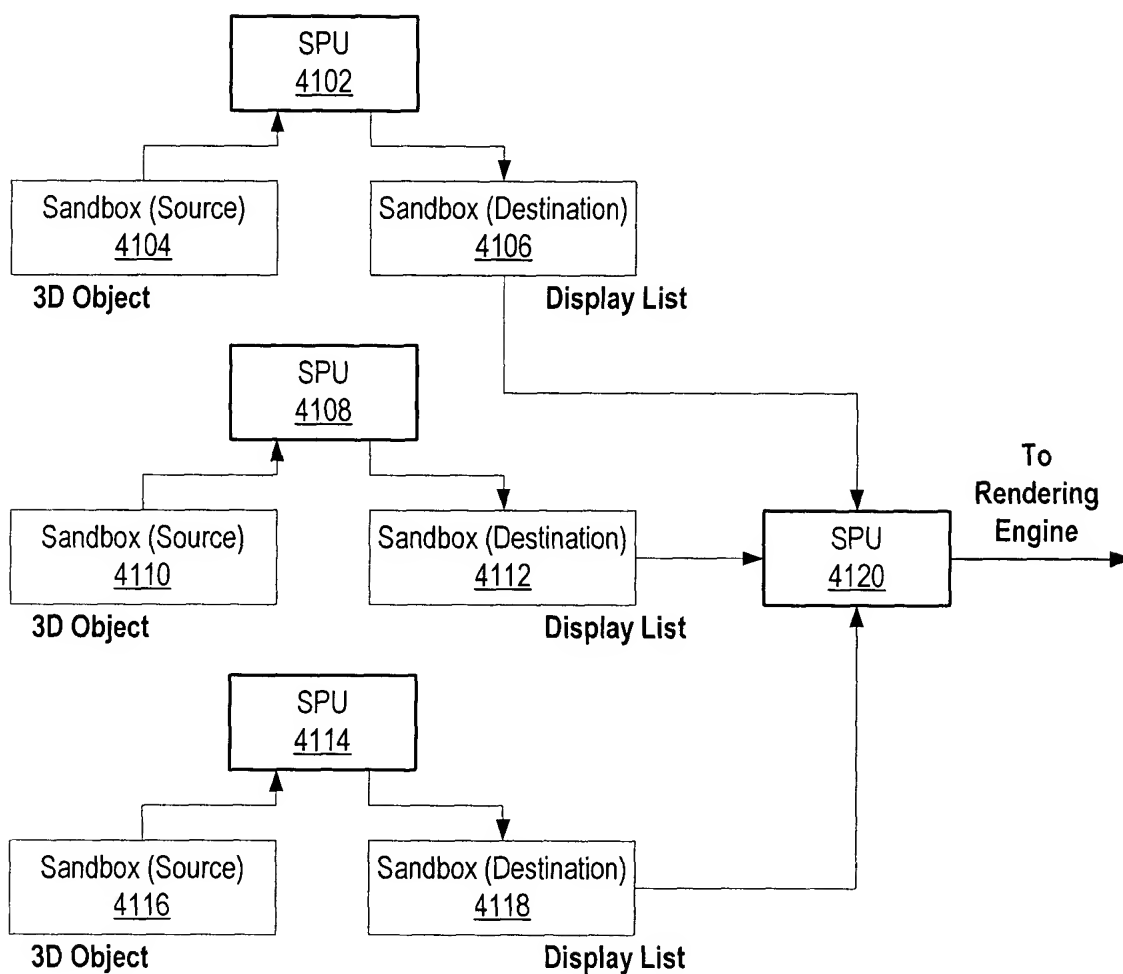 SPU
4102
Sandbox (Source)
4104
3D Object
Sandbox (Destination)
4106
Display List
SPU
4108
Sandbox (Source)
4110
3D Object
Sandbox (Destination)
4112
Display List
SPU
4120
To
Rendering
Engine
SPU
4114
Sandbox (Source)
4116
3D Object
Sandbox (Destination)
4118
Display List